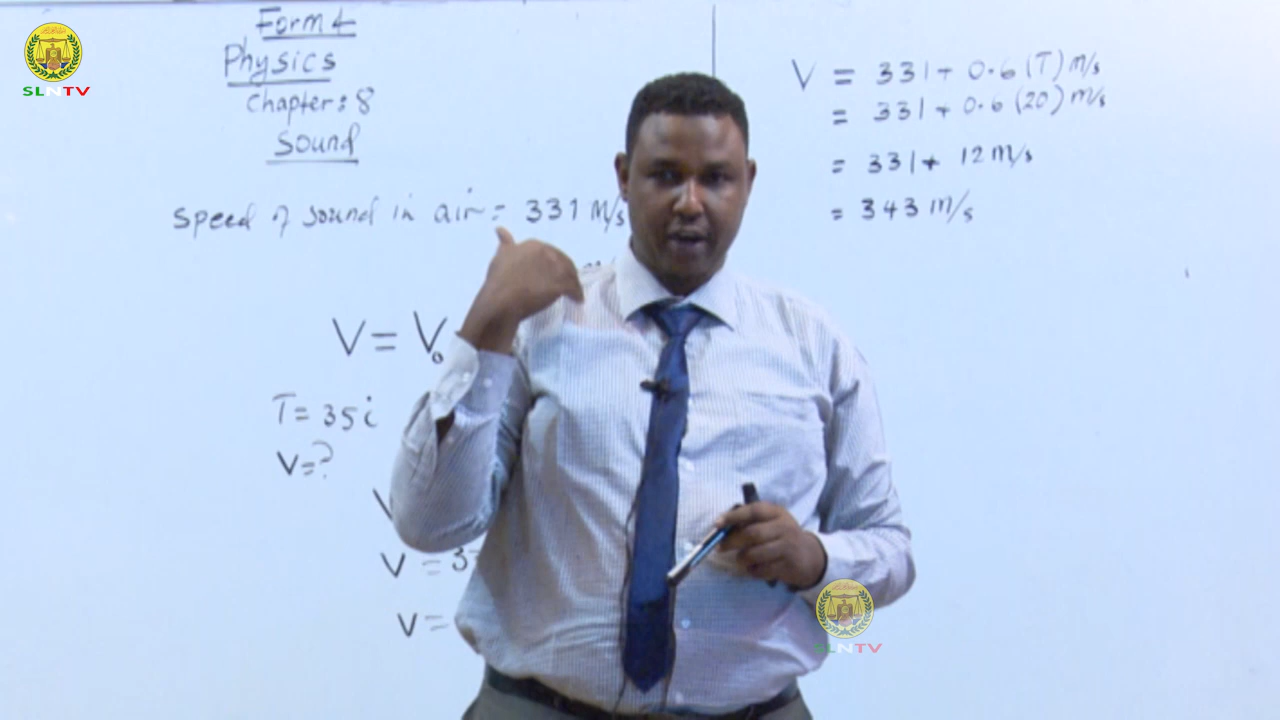 SLNTV
Form 4
Physics
Chapter: 8
Sound
Speed of sound in air = 331 M/s
V = V₀
T = 35
V = ?
V
V = 3
V =
V = 331 + 0.6 (T) m/s
= 331 + 0.6 (20) m/s
= 331 + 12 m/s
= 343 m/s
SLNTV